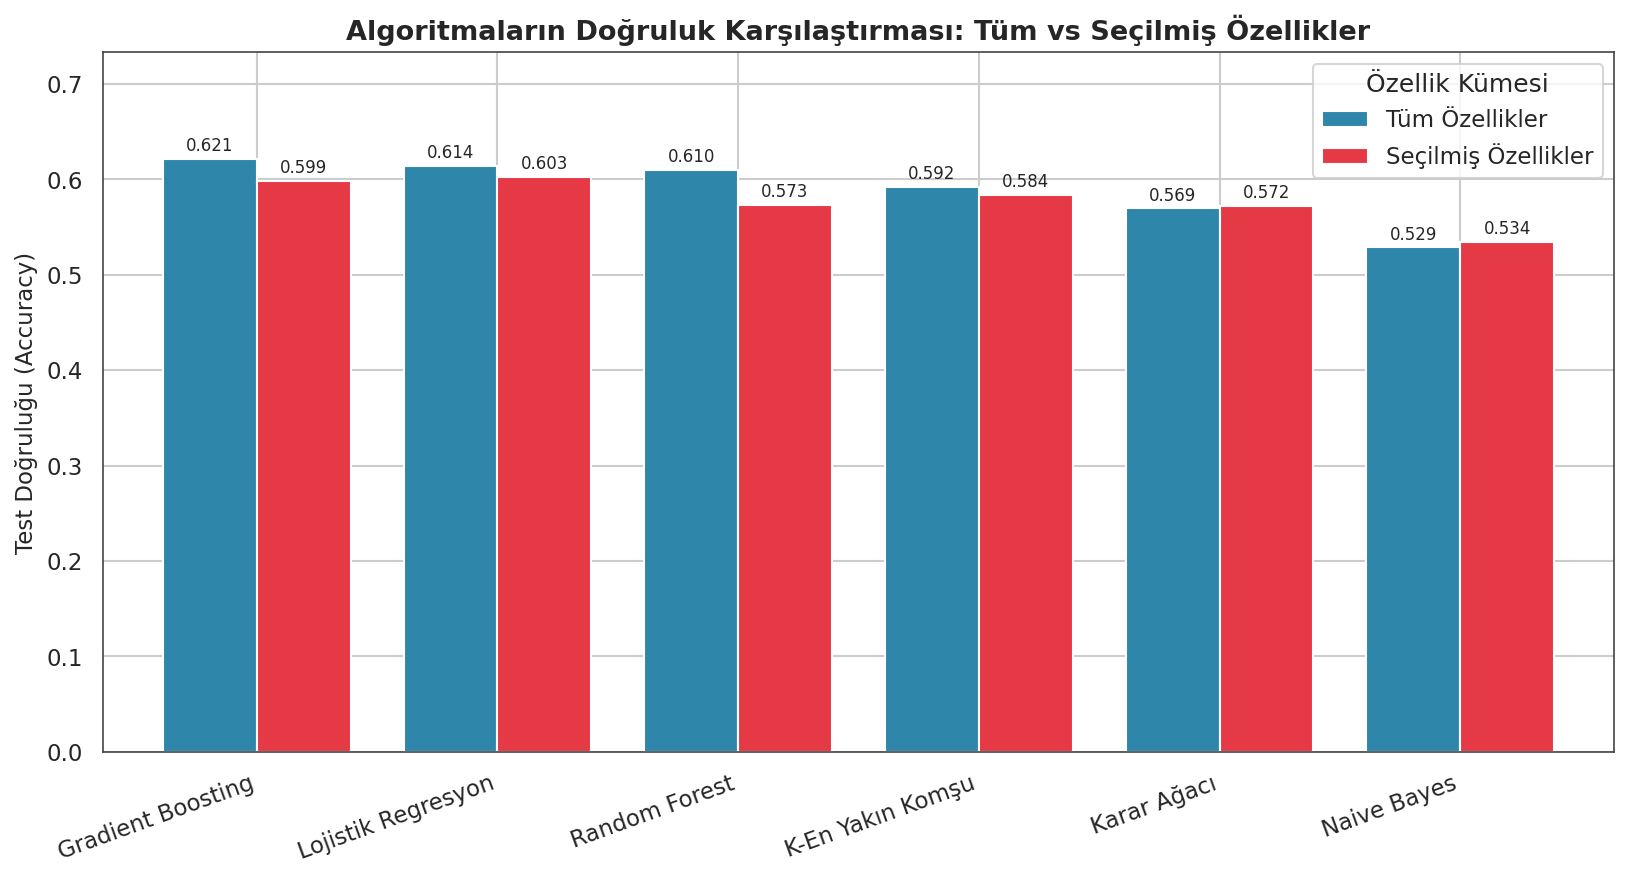 Algoritmaların Doğruluk Karşılaştırması: Tüm vs Seçilmiş Özellikler
Özellik Kümesi
Tüm Özellikler
Seçilmiş Özellikler
Test Doğruluğu (Accuracy)
0.7
0.6
0.5
0.4
0.3
0.2
0.1
0.0
0.621
0.599
0.614
0.603
0.610
0.573
0.592
0.584
0.569
0.572
0.529
0.534
Gradient Boosting
Lojistik Regresyon
Random Forest
K-En Yakın Komşu
Karar Ağacı
Naive Bayes